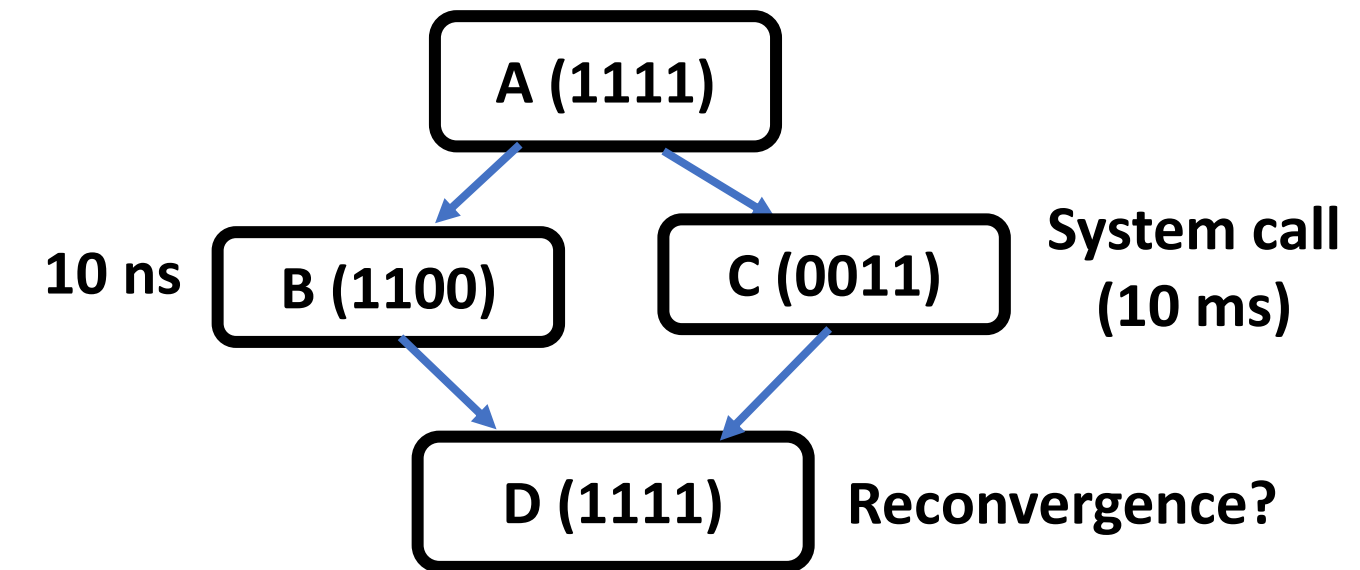 A (1111)
10 ns
B (1100)
C (0011)
System call
(10 ms)
D (1111)
Reconvergence?